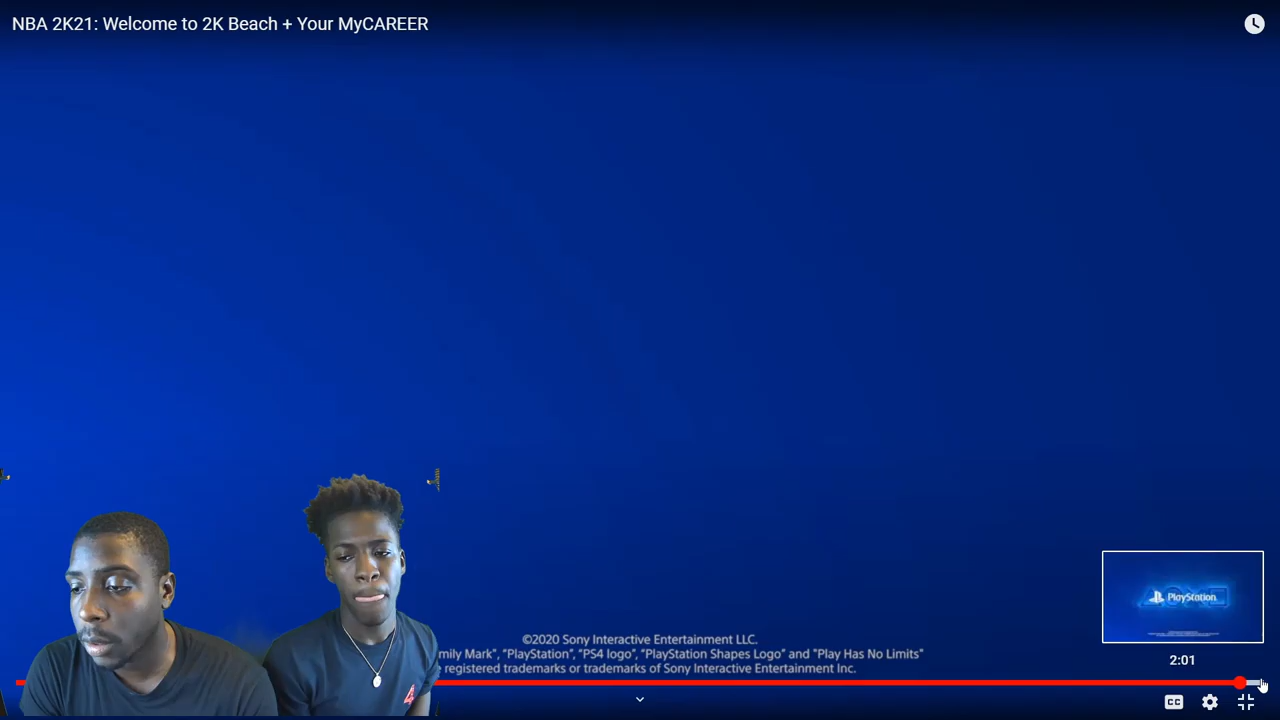 NBA 2K21: Welcome to 2K Beach + Your MyCAREER
PlayStation
©2020 Sony Interactive Entertainment LLC.
mily Mark", "PlayStation", "PS4 logo", "PlayStation Shapes Logo" and "Play Has No Limits"
registered trademarks or trademarks of Sony Interactive Entertainment Inc.
2:01
CC